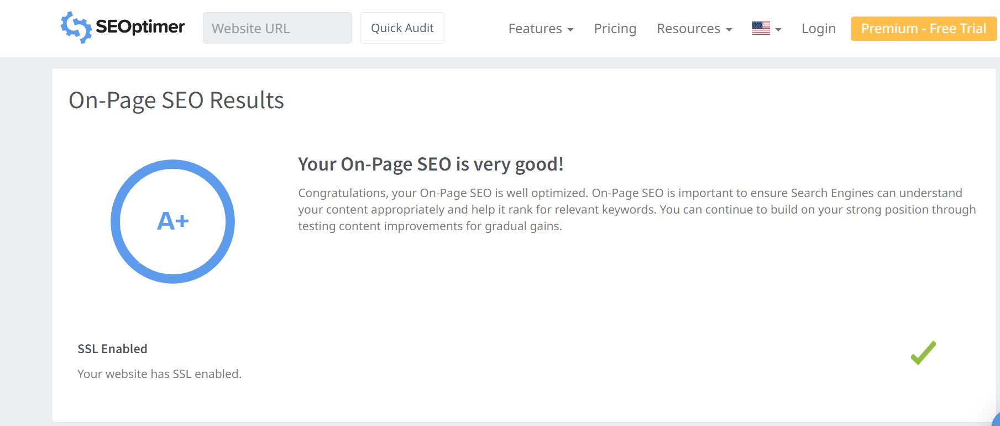 SEOptimer
Website URL
Quick Audit
Features
Pricing
Resources
Login
Premium - Free Trial
On-Page SEO Results
A+
Your On-Page SEO is very good!
Congratulations, your On-Page SEO is well optimized. On-Page SEO is important to ensure Search Engines can understand
your content appropriately and help it rank for relevant keywords. You can continue to build on your strong position through
testing content improvements for gradual gains.
SSL Enabled
Your website has SSL enabled.